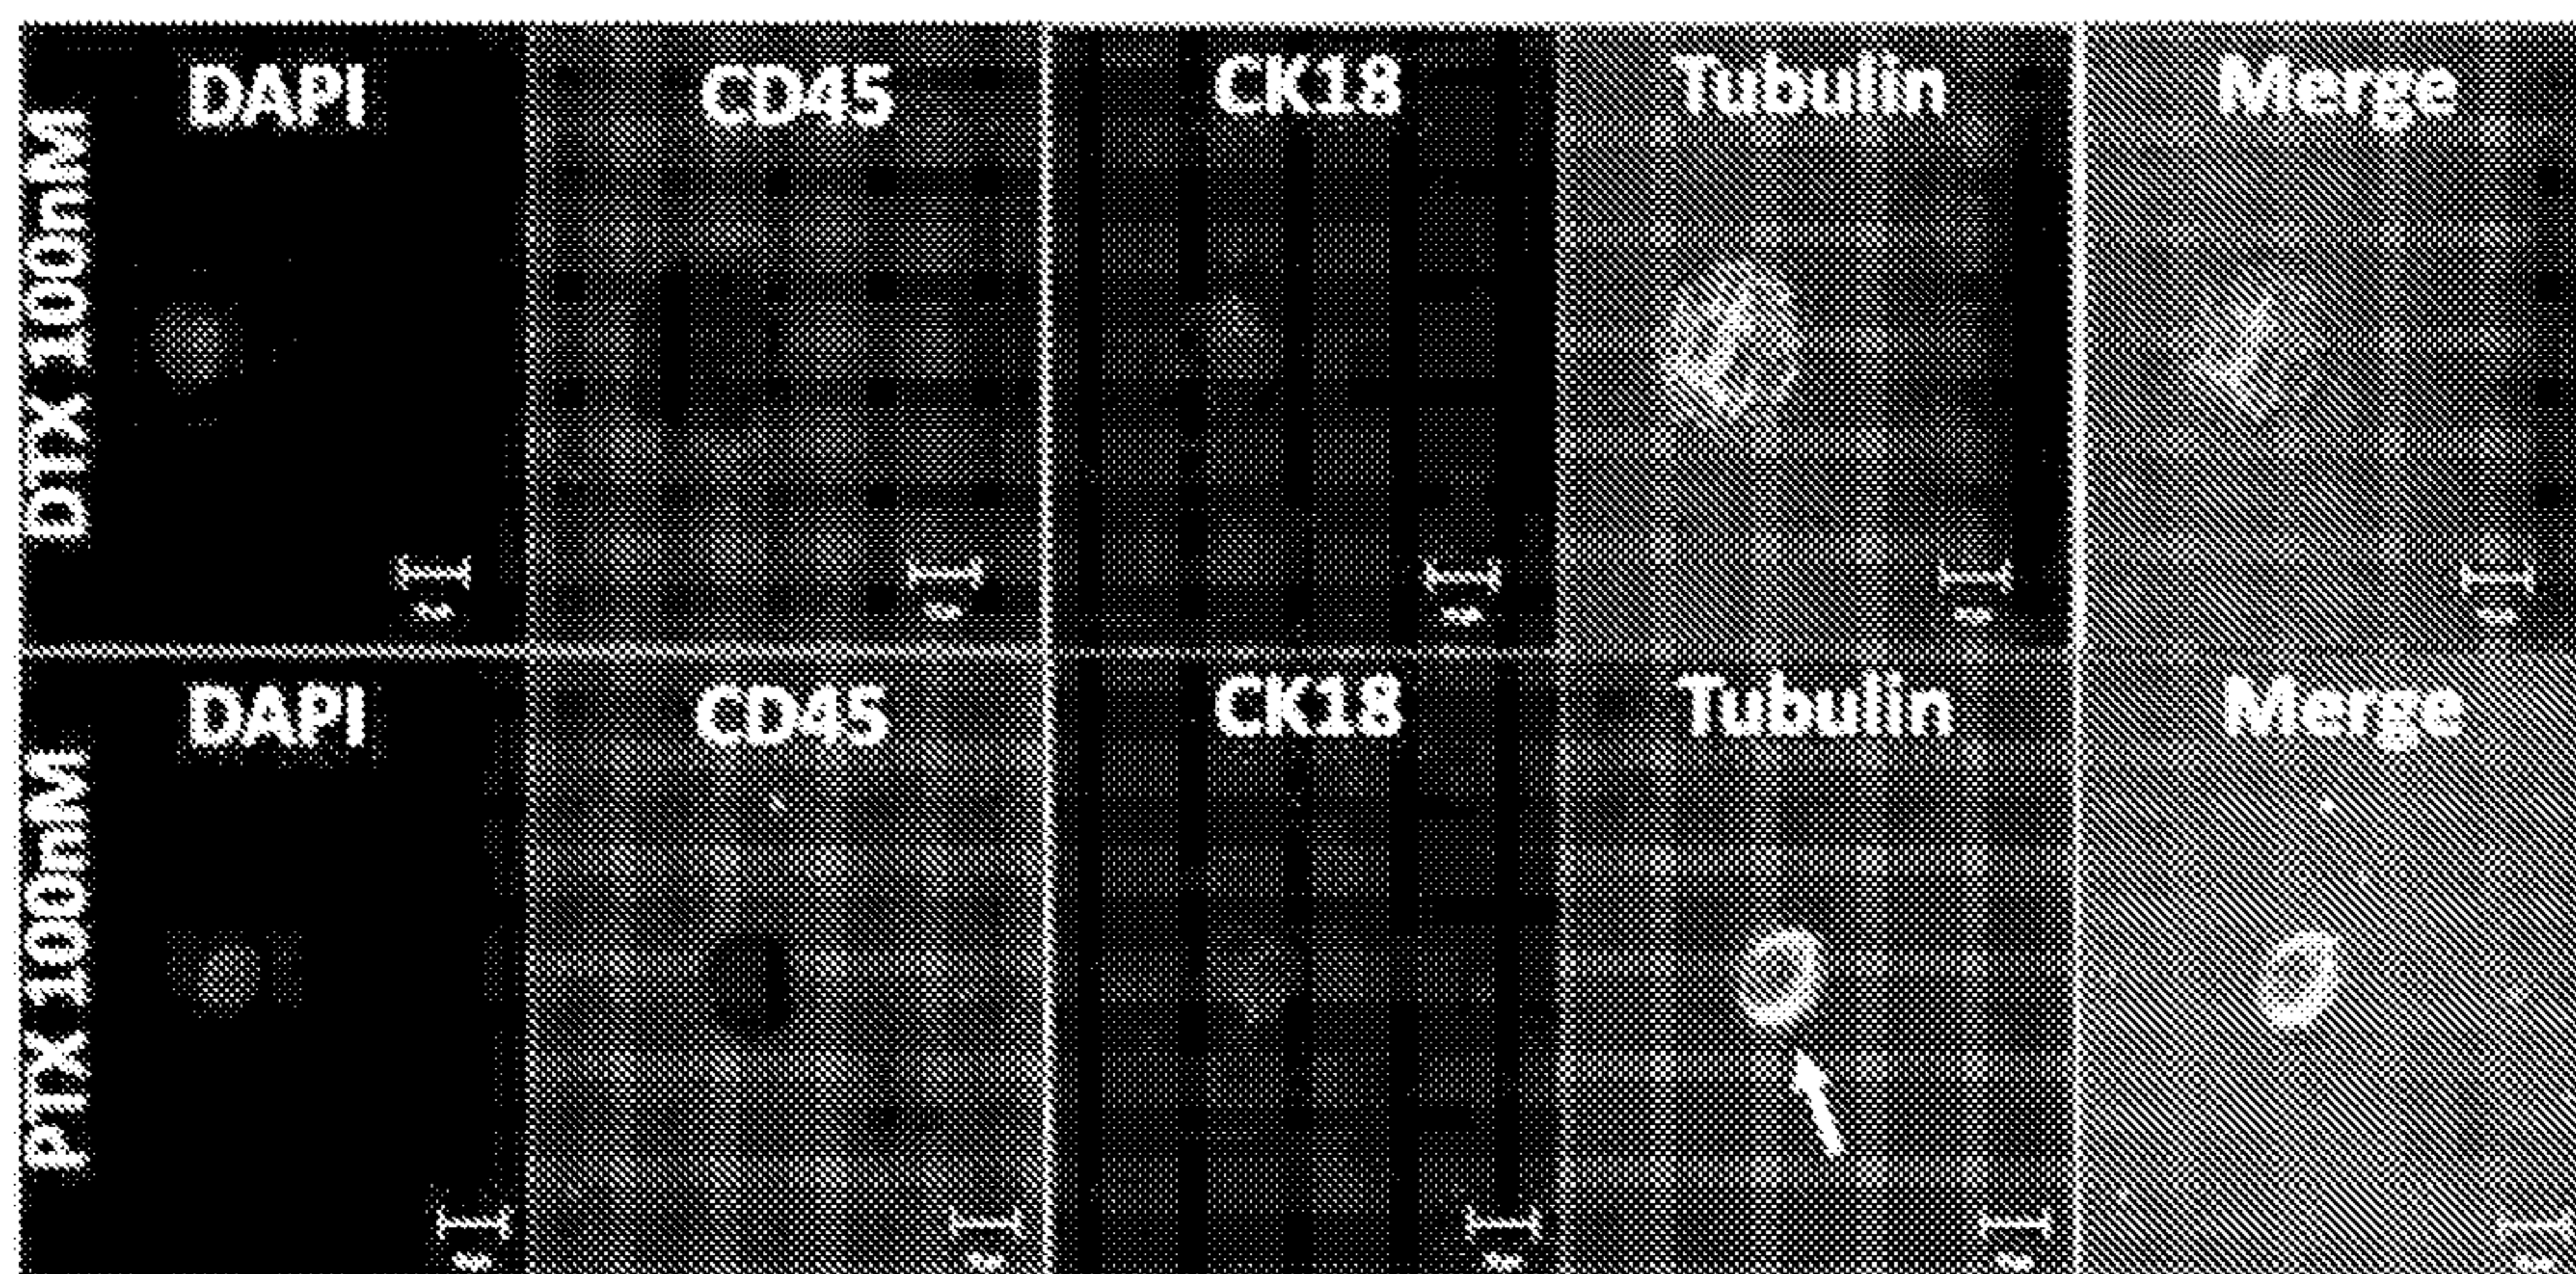 DTX 100nM
DAPI
CD45
CK18
Tubulin
Merge
PTX 100nM
DAPI
CD45
CK18
Tubulin
Merge